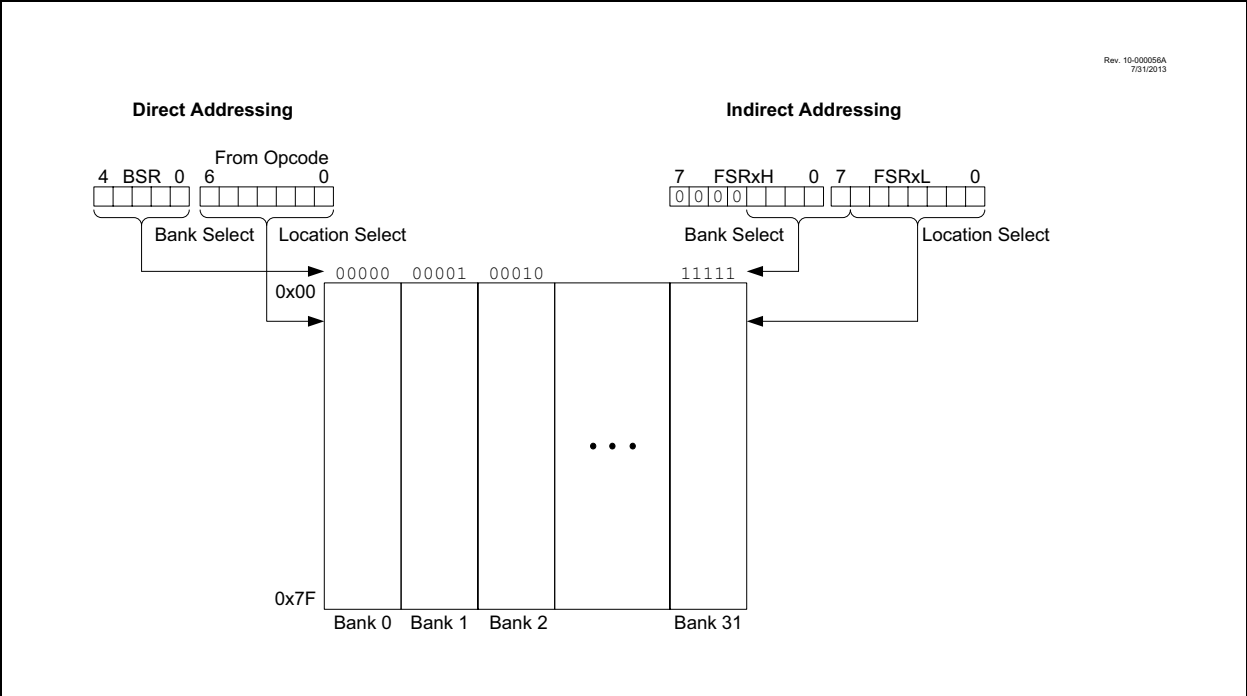 Rev. 10-000056A
7/31/2013
Direct Addressing
Indirect Addressing
From Opcode
4 BSR 0 6 0
7 FSRxH 0 7 FSRxL 0
0 0 0 0
Bank Select Location Select
Bank Select Location Select
00000 00001 00010 11111
0x00
0x7F
Bank 0 Bank 1 Bank 2 Bank 31